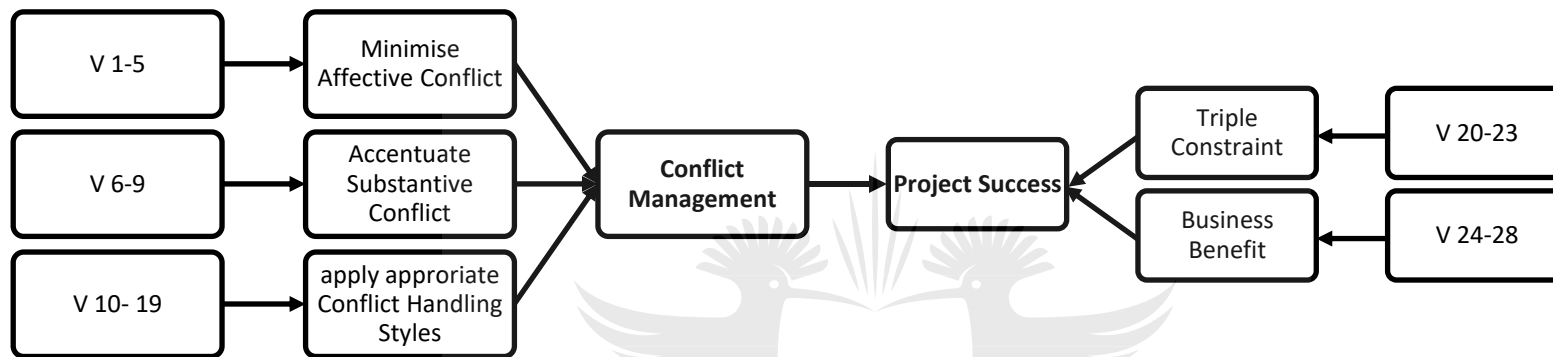 V 1-5
Minimise
Affective Conflict
V 6-9
Accentuate
Substantive
Conflict
V 10- 19
apply approriate
Conflict Handling
Styles
Conflict
Management
Project Success
Triple
Constraint
V 20-23
Business
Benefit
V 24-28